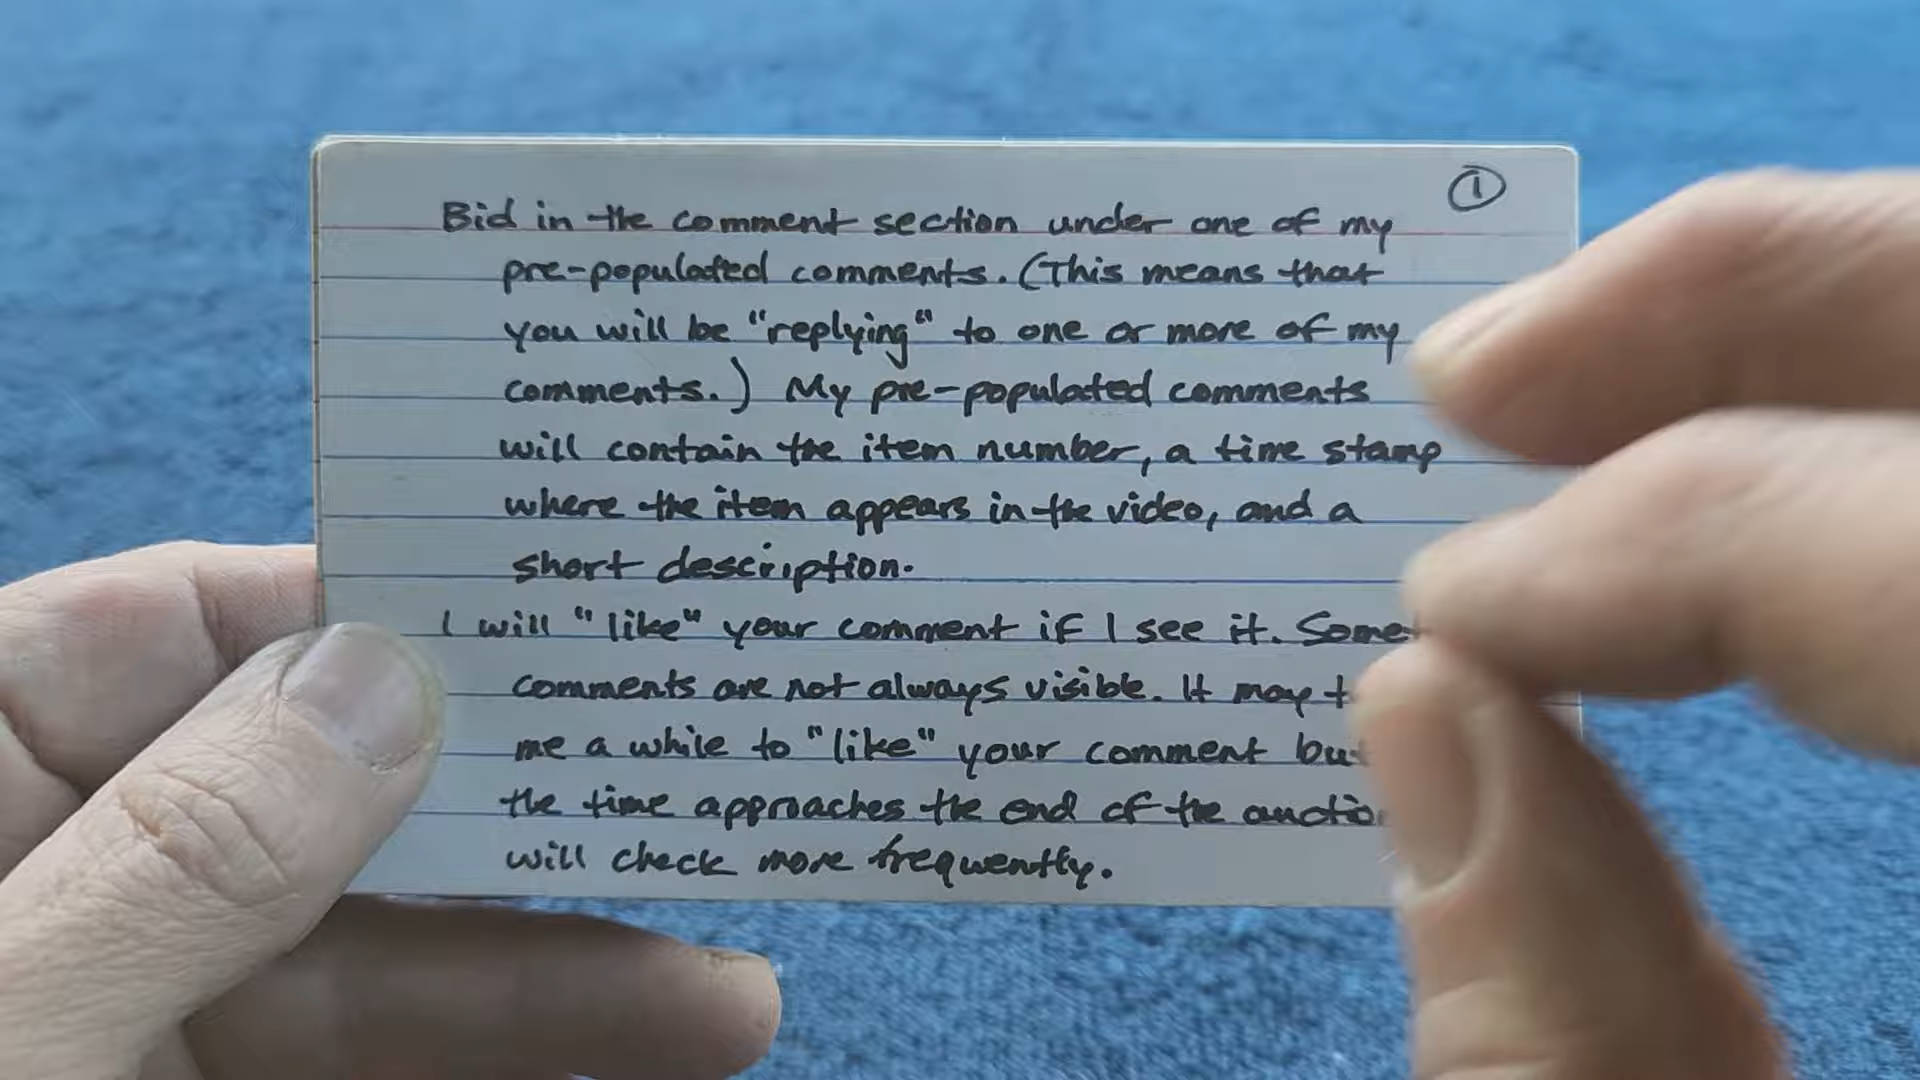 ①
Bid in the comment section under one of my
pre-populated comments. (This means that
you will be "replying" to one or more of my
comments.) My pre-populated comments
will contain the item number, a time stamp
where the item appears in the video, and a
short description.
I will "like" your comment if I see it.
comments are not always visible. It may
me a while to "like" your comment
the time approaches the end of the
will check more frequently.